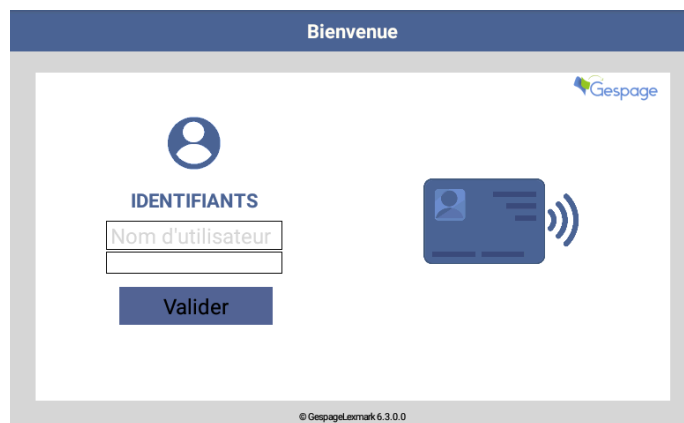 Bienvenue
Gespage
IDENTIFIANTS
Nom d'utilisateur
Valider
© GespageLexmark 6.3.0.0